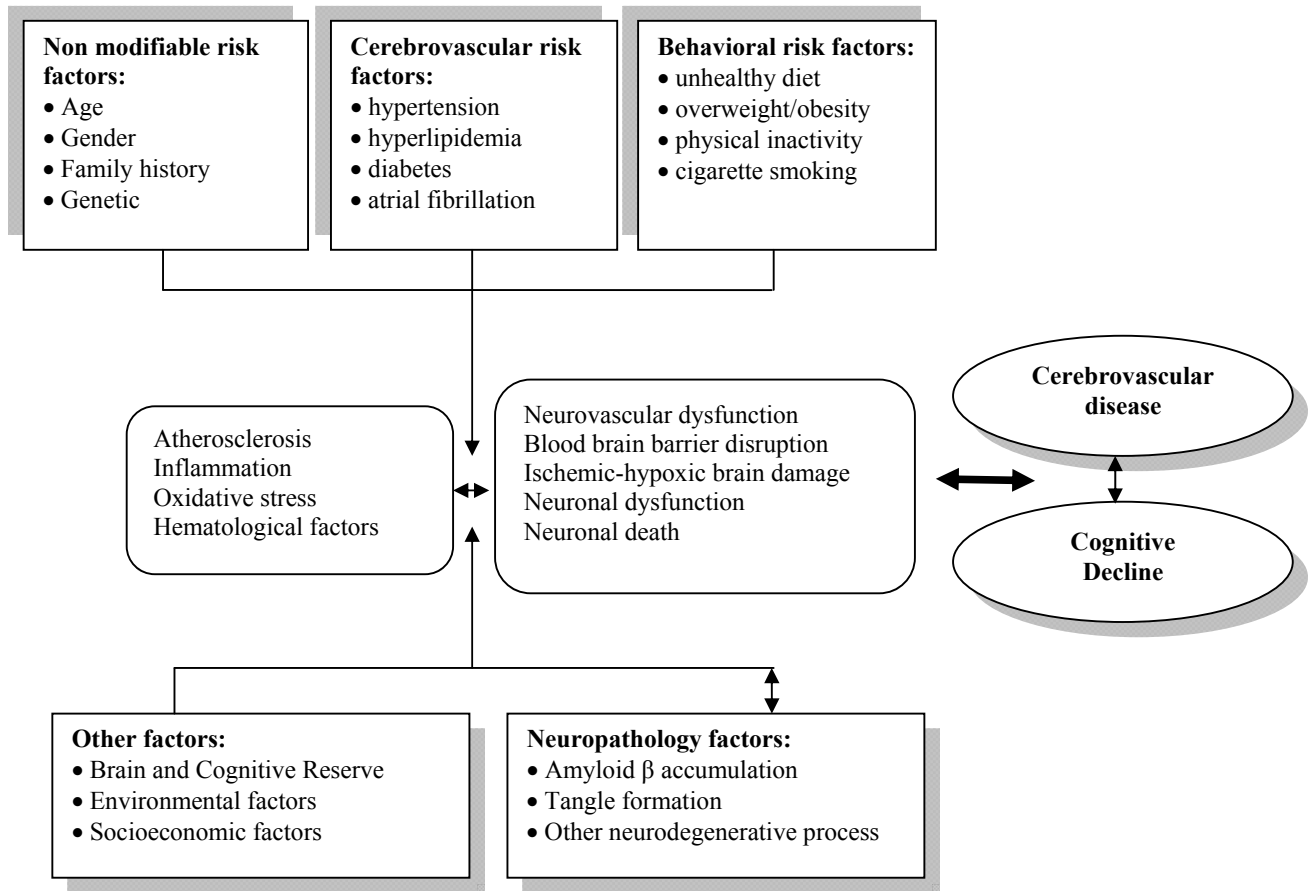 Non modifiable risk
factors:
• Age
• Gender
• Family history
• Genetic
Cerebrovascular risk
factors:
• hypertension
• hyperlipidemia
• diabetes
• atrial fibrillation
Behavioral risk factors:
• unhealthy diet
• overweight/obesity
• physical inactivity
• cigarette smoking
Atherosclerosis
Inflammation
Oxidative stress
Hematological factors
Neurovascular dysfunction
Blood brain barrier disruption
Ischemic-hypoxic brain damage
Neuronal dysfunction
Neuronal death
Cerebrovascular
disease
Cognitive
Decline
Other factors:
• Brain and Cognitive Reserve
• Environmental factors
• Socioeconomic factors
Neuropathology factors:
• Amyloid β accumulation
• Tangle formation
• Other neurodegenerative process